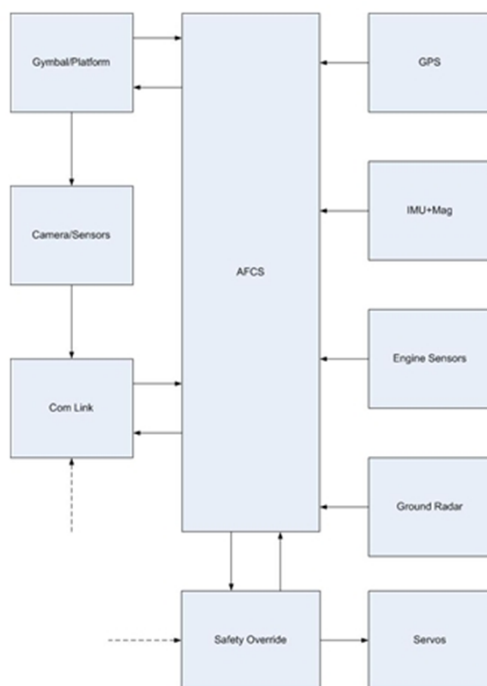 Gymbal/Platform
GPS
Camera/Sensors
IMU+Mag
AFCS
Engine Sensors
Com Link
Ground Radar
Safety Override
Servos